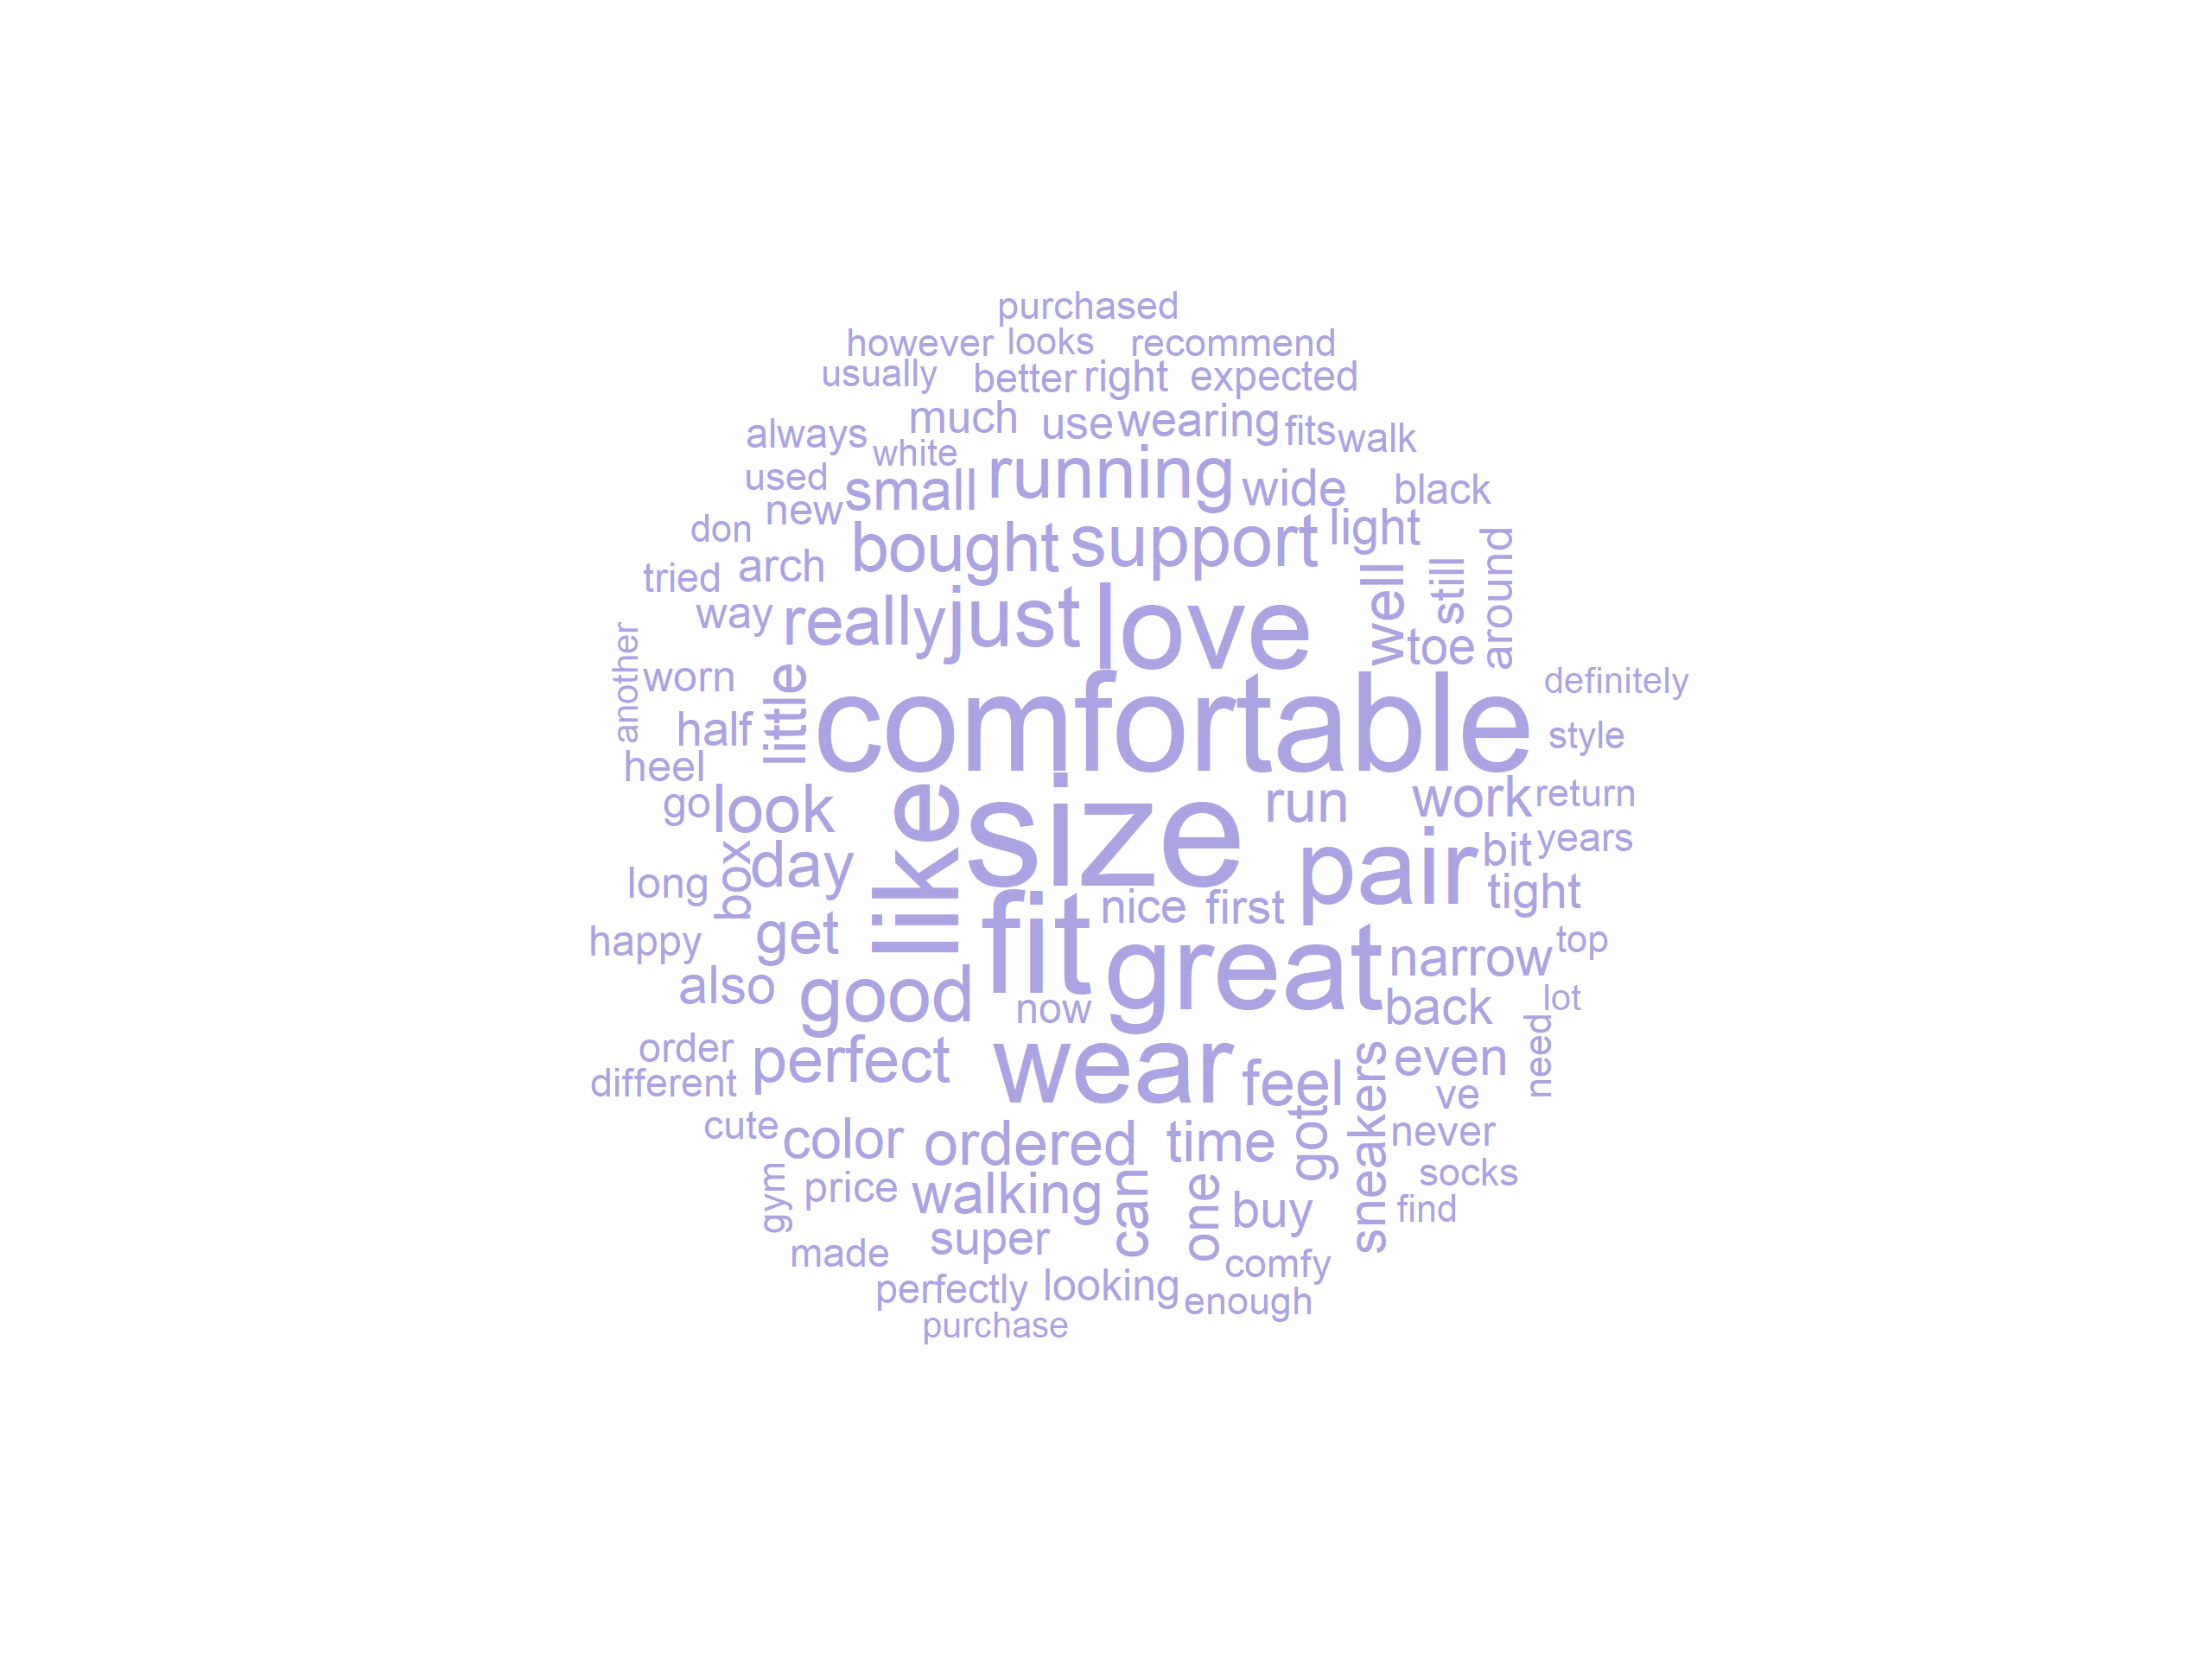 purchased
however looks recommend
usually better right expected
much use wearing fits walk
always white
used small running wide black
new
don bought support light
tried arch well still around
way really just love toe
another worn little comfortable definitely
half style
heel
go look like size run work return
box day pair bit years
long tight
happy get fit nice first great narrow top
also good now back lot
order perfect wear feel sneakers even need
different ve
cute color ordered time got never
gym price walking can one buy socks
super find
made comfy
perfectly looking enough
purchase